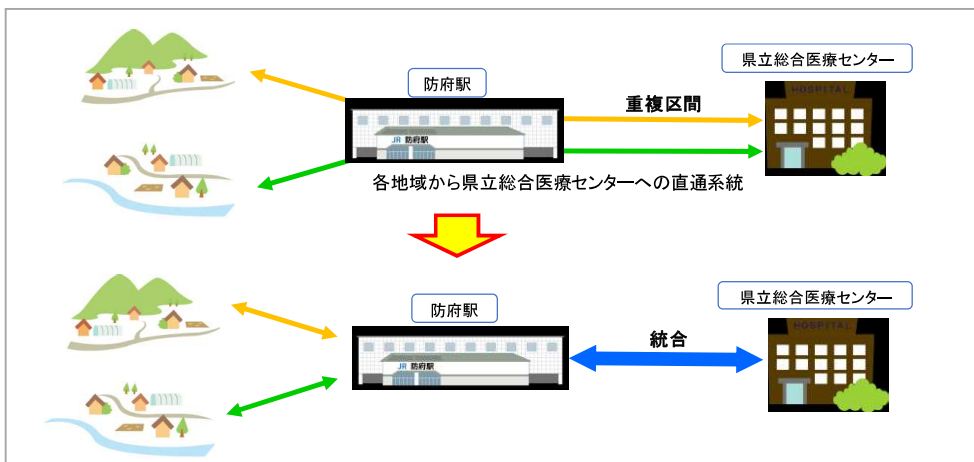 防府駅
県立総合医療センター
HOSPITAL
重複区間
JR 防府駅
各地域から県立総合医療センターへの直通系統
防府駅
県立総合医療センター
HOSPITAL
統合
JR 防府駅